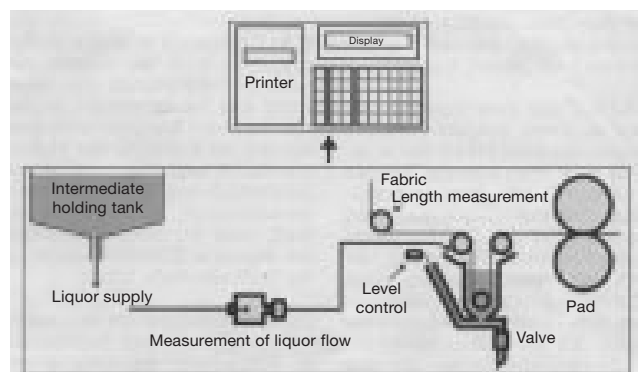 Display
Printer
Intermediate
holding tank
Fabric
Length measurement
Liquor supply
Level
control
Pad
Measurement of liquor flow
Valve